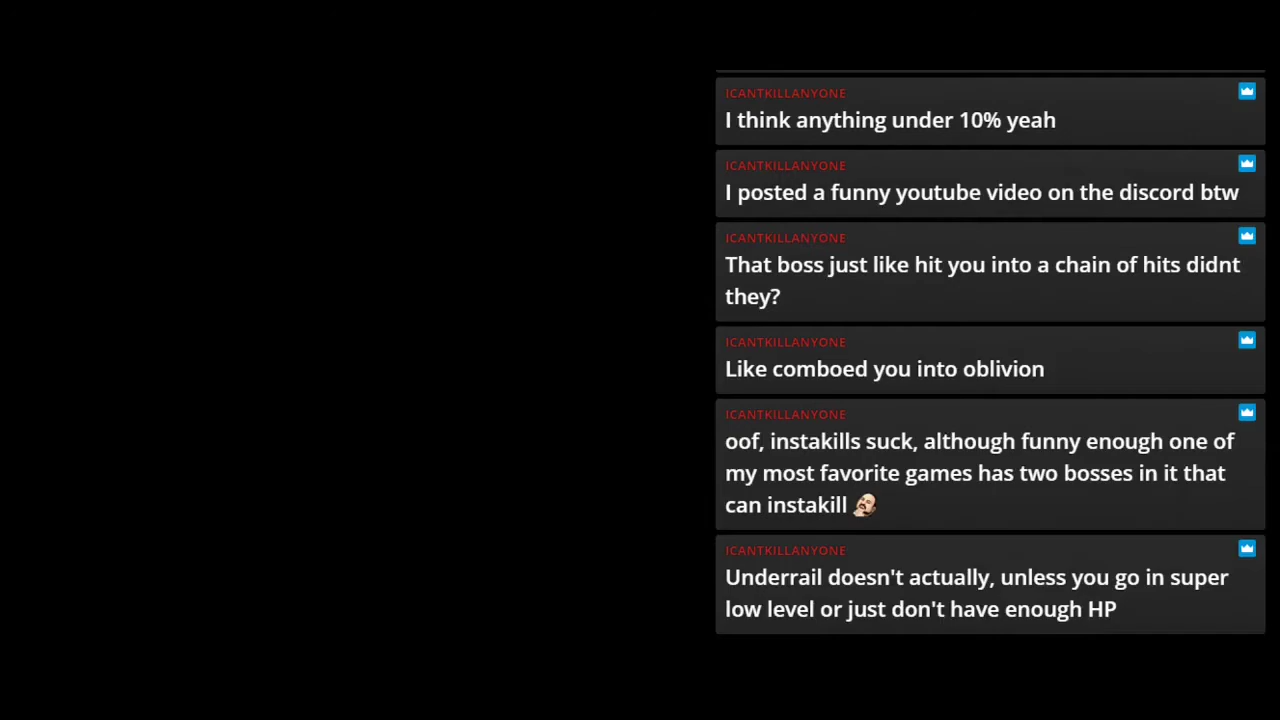 ICANTKILLANYONE
I think anything under 10% yeah
ICANTKILLANYONE
I posted a funny youtube video on the discord btw
ICANTKILLANYONE
That boss just like hit you into a chain of hits didnt
they?
ICANTKILLANYONE
Like comboed you into oblivion
ICANTKILLANYONE
oof, instakills suck, although funny enough one of
my most favorite games has two bosses in it that
can instakill
ICANTKILLANYONE
Underrail doesn't actually, unless you go in super
low level or just don't have enough HP